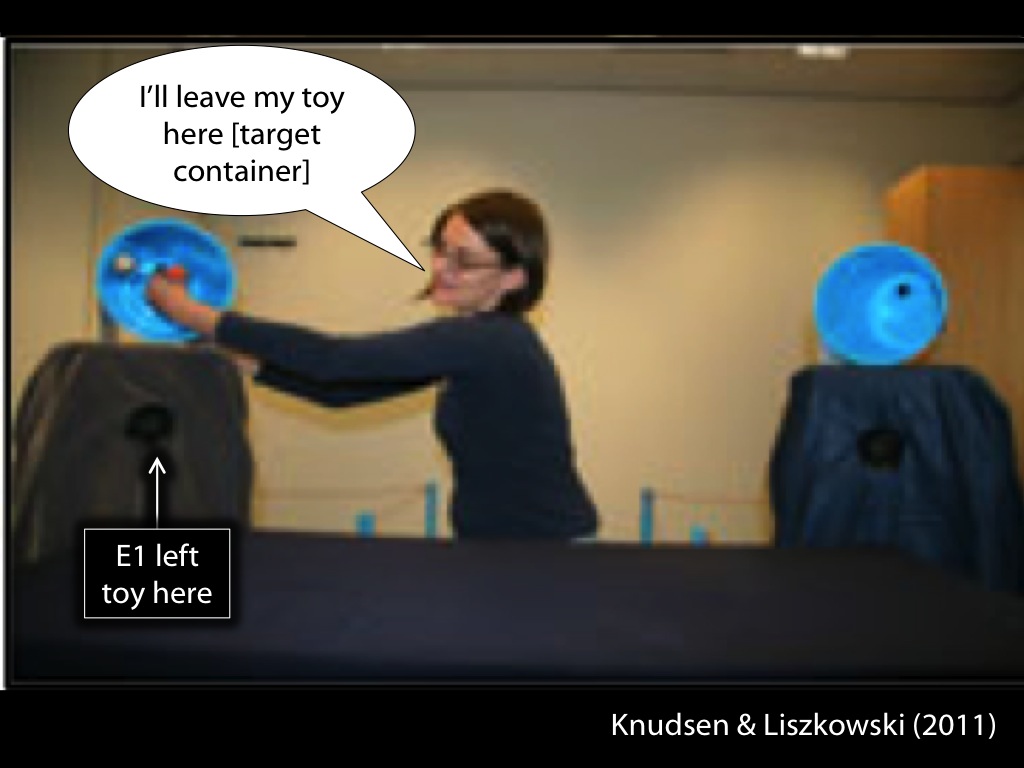 I’ll leave my toy
here [target
container]
E1 left
toy here
Knudsen & Liszkowski (2011)